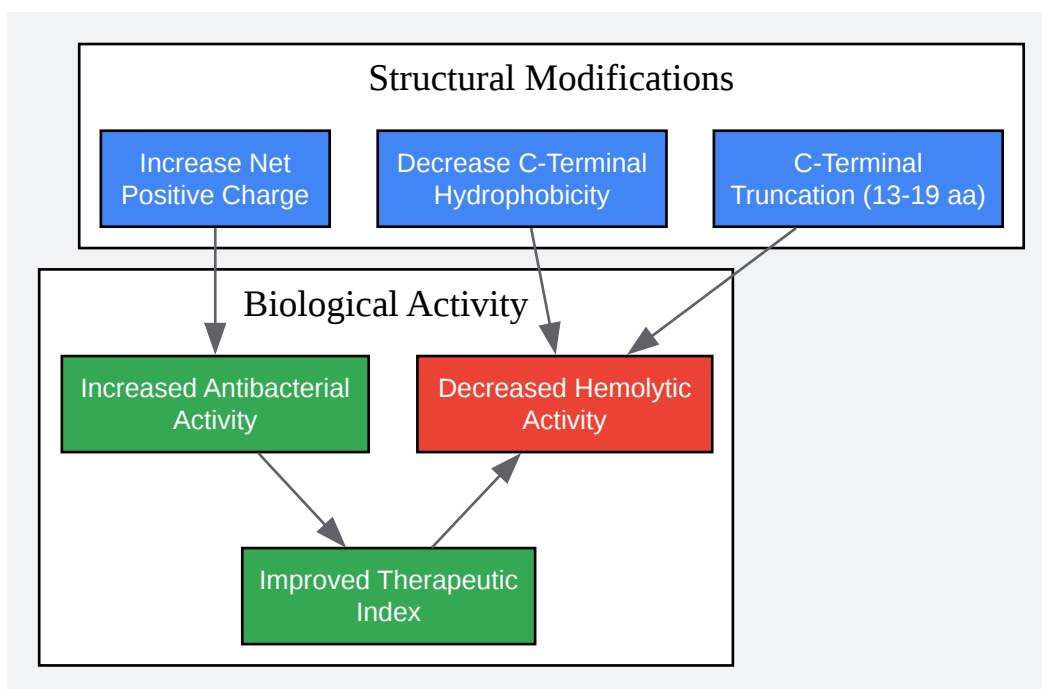 Structural Modifications
Increase Net
Positive Charge
Decrease C-Terminal
Hydrophobicity
C-Terminal
Truncation (13-19 aa)
Biological Activity
Increased Antibacterial
Activity
Decreased Hemolytic
Activity
Improved Therapeutic
Index